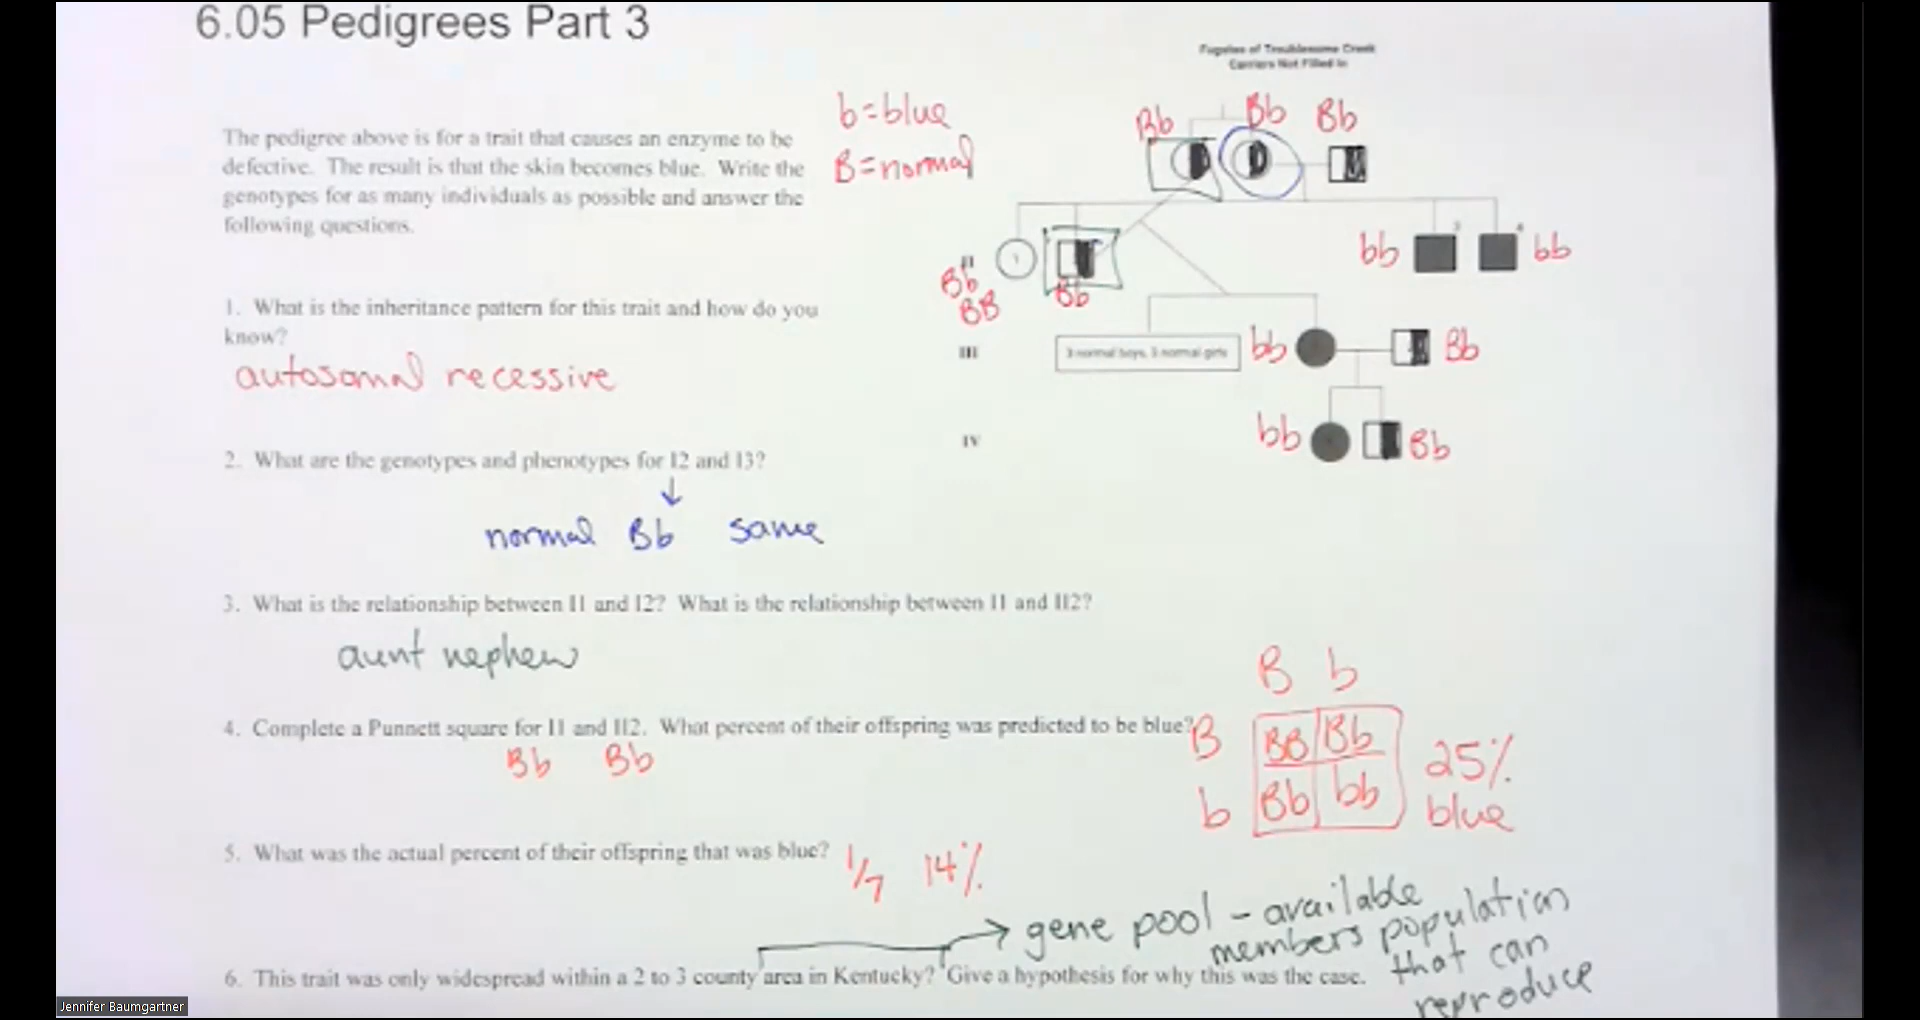 6.05 Pedigrees Part 3
Fugates of Troublesome Creek
Carriers Not Filled In
b=blue
B=normal
Bb
Bb
Bb
The pedigree above is for a trait that causes an enzyme to be
defective. The result is that the skin becomes blue. Write the
genotypes for as many individuals as possible and answer the
following questions.
1
II
3
4
bb
bb
Bb
BB
Bb
1. What is the inheritance pattern for this trait and how do you
know?
autosomal recessive
III
3 normal boys, 3 normal girls
bb
Bb
IV
bb
Bb
2. What are the genotypes and phenotypes for I2 and I3?
normal Bb same
3. What is the relationship between I1 and I2? What is the relationship between I1 and II2?
aunt nephew
4. Complete a Punnett square for I1 and II2. What percent of their offspring was predicted to be blue?
Bb Bb
B b
B BB Bb
b Bb bb
25%
blue
5. What was the actual percent of their offspring that was blue?
1/7 14%
gene pool - available
members population
that can
reproduce
6. This trait was only widespread within a 2 to 3 county area in Kentucky? Give a hypothesis for why this was the case.
Jennifer Baumgartner